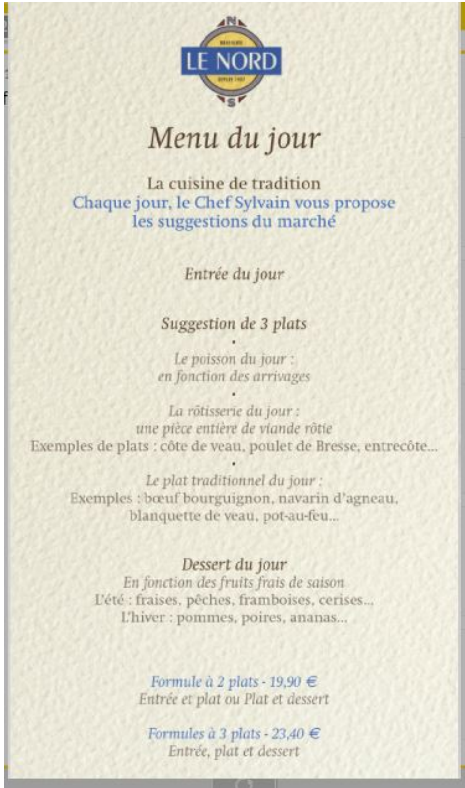 N
BRASSERIE
LE NORD
DEPUIS 1907
S
Menu du jour
La cuisine de tradition
Chaque jour, le Chef Sylvain vous propose
les suggestions du marché
Entrée du jour
Suggestion de 3 plats
•
Le poisson du jour :
en fonction des arrivages
•
La rôtisserie du jour :
une pièce entière de viande rôtie
Exemples de plats : côte de veau, poulet de Bresse, entrecôte...
•
Le plat traditionnel du jour :
Exemples : bœuf bourguignon, navarin d'agneau,
blanquette de veau, pot-au-feu...
Dessert du jour
En fonction des fruits frais de saison
L'été : fraises, pêches, framboises, cerises...
L'hiver : pommes, poires, ananas...
Formule à 2 plats - 19,90 €
Entrée et plat ou Plat et dessert
Formules à 3 plats - 23,40 €
Entrée, plat et dessert